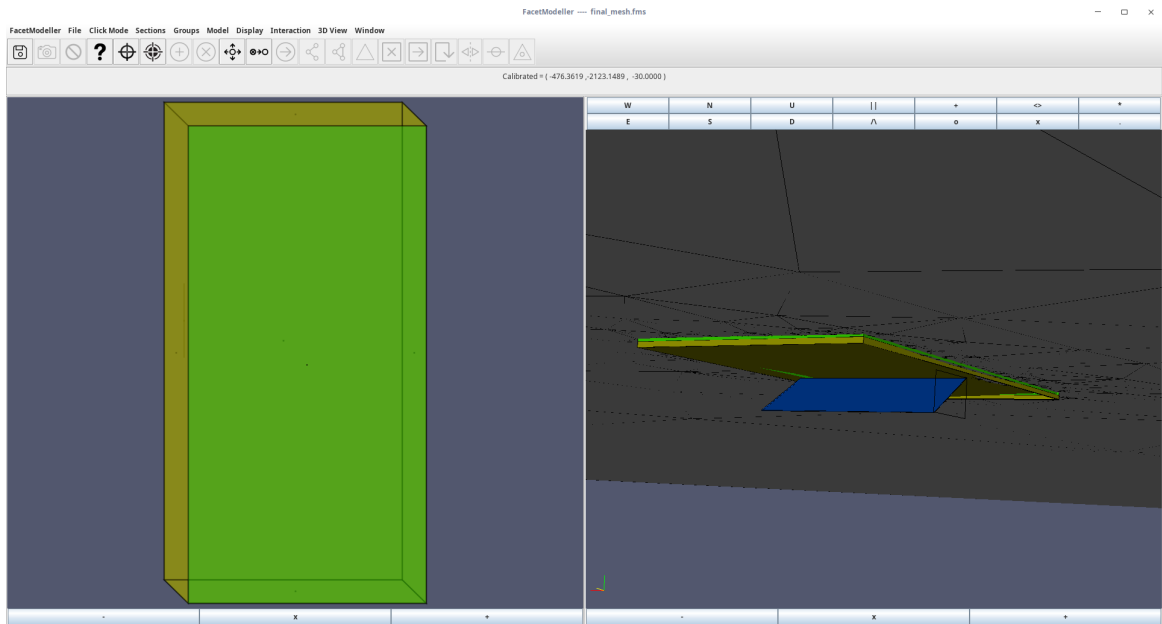 FacetModeller ---- final_mesh.fms
FacetModeller File Click Mode Sections Groups Model Display Interaction 3D View Window
?
Calibrated = ( -476.3619 ,-2123.1489 , -30.0000 )
W N U || + <> *
E S D /\ o x .
- x +
- x +